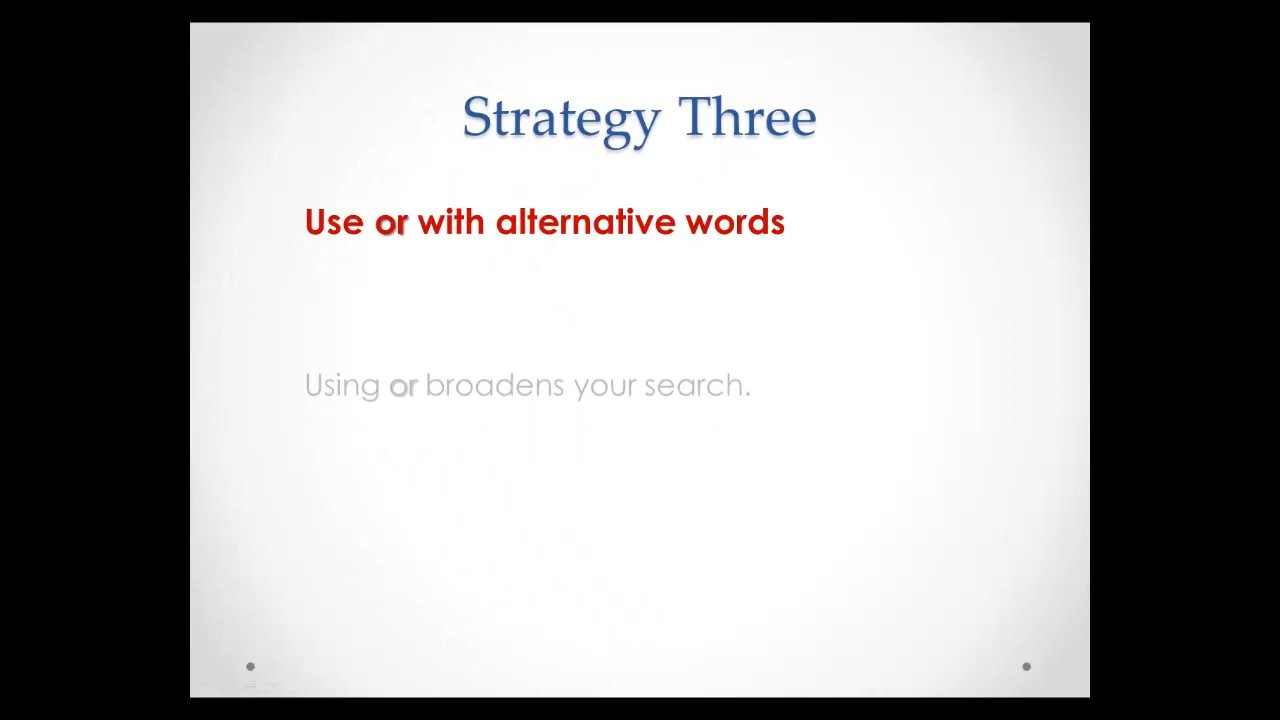 Strategy Three
Use or with alternative words
Using or broadens your search.